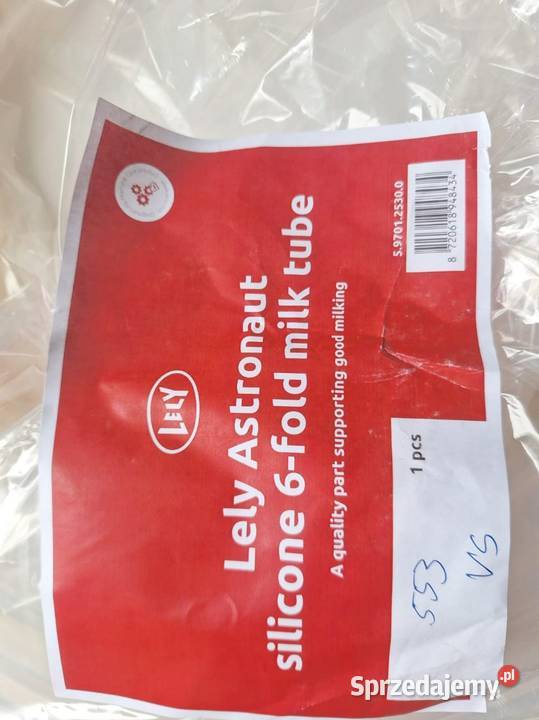 LELY
Lely Astronaut
silicone 6-fold milk tube
A quality part supporting good milking
5.9701.2530.0
8 720618 948434
1 pcs
553
VS
Sprzedajemy.pl